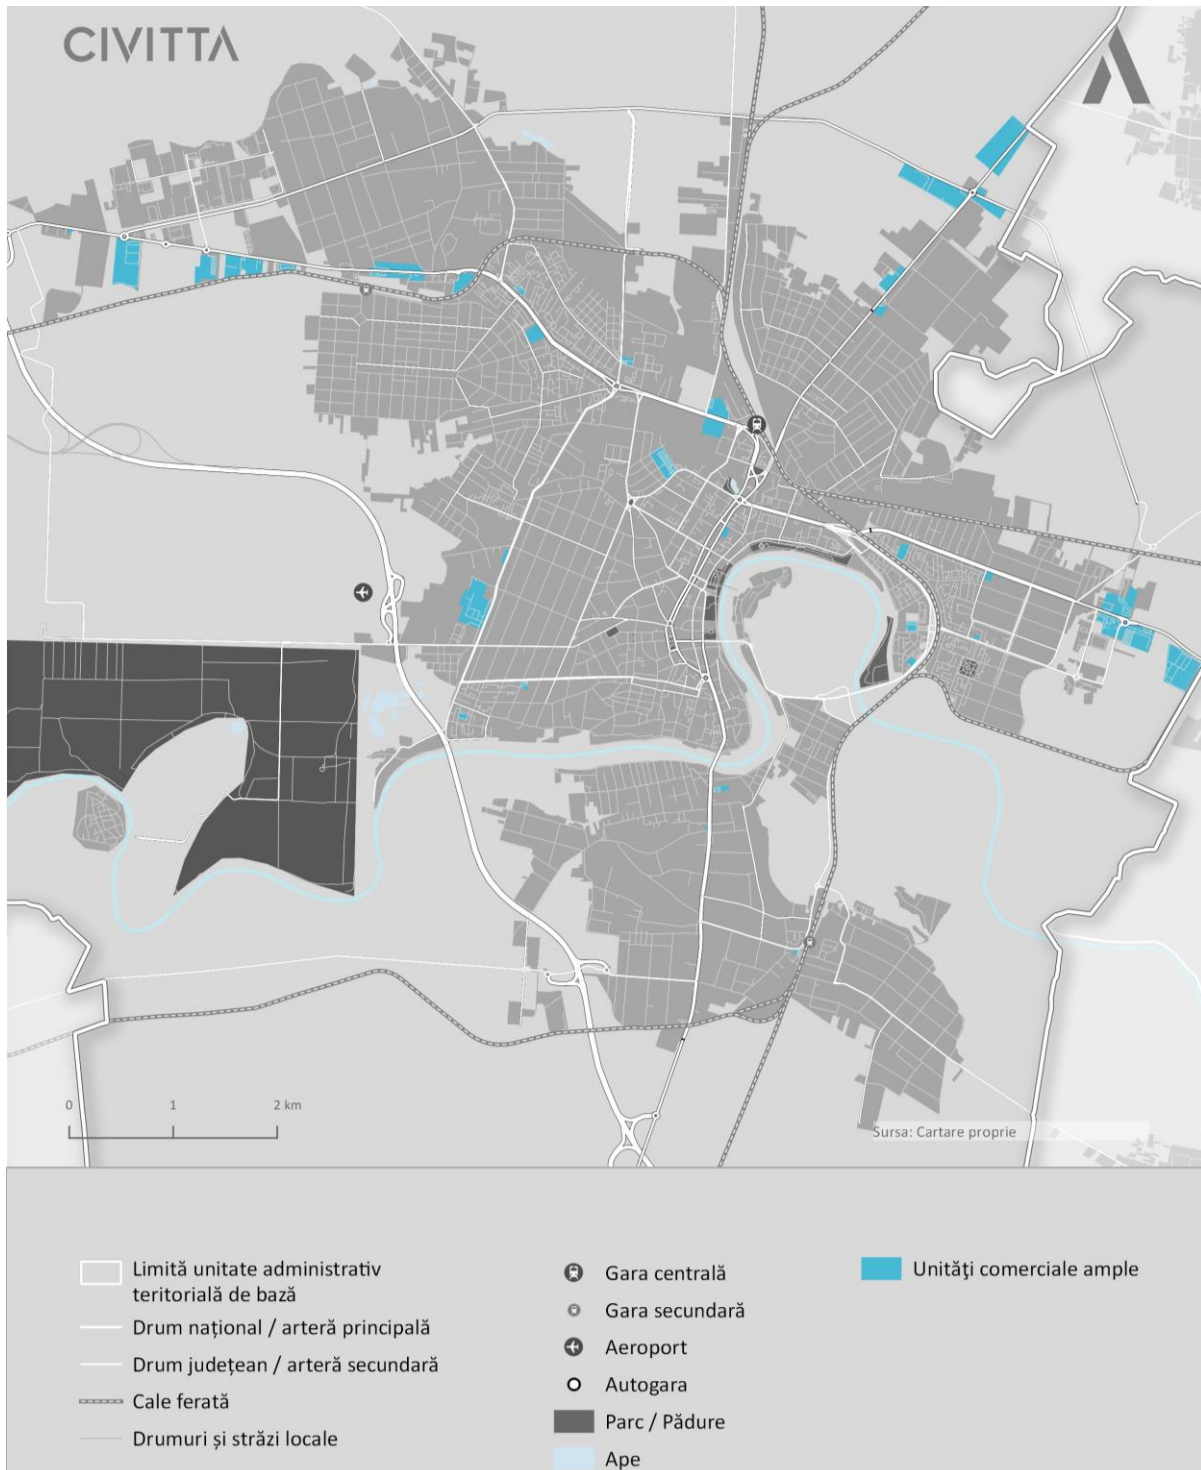 CIVITTA
0 1 2 km
Sursa: Cartare proprie
Limită unitate administrativ
teritorială de bază
Drum național / arteră principală
Drum județean / arteră secundară
Cale ferată
Drumuri și străzi locale
Gara centrală
Gara secundară
Aeroport
Autogara
Parc / Pădure
Ape
Unităţi comerciale ample